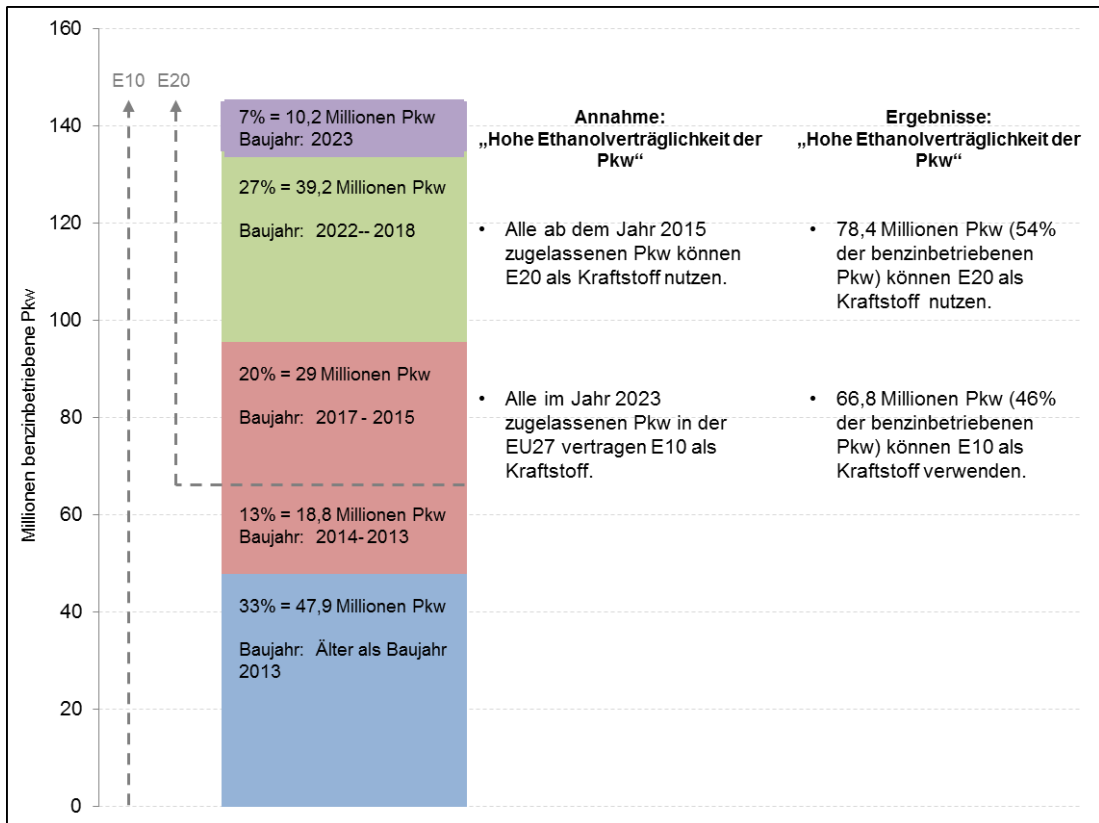 160
140
120
100
80
60
40
20
0
Millionen benzinbetriebene Pkw
E10
E20
7% = 10,2 Millionen Pkw
Baujahr: 2023
27% = 39,2 Millionen Pkw
Baujahr: 2022-- 2018
20% = 29 Millionen Pkw
Baujahr: 2017 - 2015
13% = 18,8 Millionen Pkw
Baujahr: 2014- 2013
33% = 47,9 Millionen Pkw
Baujahr: Älter als Baujahr
2013
Annahme:
„Hohe Ethanolverträglichkeit der
Pkw“
• Alle ab dem Jahr 2015
zugelassenen Pkw können
E20 als Kraftstoff nutzen.
• Alle im Jahr 2023
zugelassenen Pkw in der
EU27 vertragen E10 als
Kraftstoff.
Ergebnisse:
„Hohe Ethanolverträglichkeit der
Pkw“
• 78,4 Millionen Pkw (54%
der benzinbetriebenen
Pkw) können E20 als
Kraftstoff nutzen.
• 66,8 Millionen Pkw (46%
der benzinbetriebenen
Pkw) können E10 als
Kraftstoff verwenden.